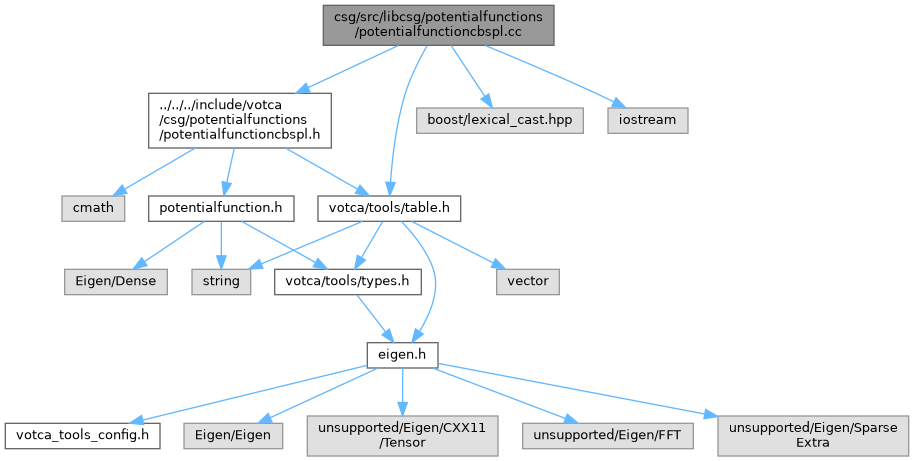 csg/src/libcsg/potentialfunctions
/potentialfunctioncbspl.cc
../../../include/votca
/csg/potentialfunctions
/potentialfunctioncbspl.h
boost/lexical_cast.hpp
iostream
cmath
potentialfunction.h
votca/tools/table.h
Eigen/Dense
string
votca/tools/types.h
vector
eigen.h
votca_tools_config.h
Eigen/Eigen
unsupported/Eigen/CXX11
/Tensor
unsupported/Eigen/FFT
unsupported/Eigen/Sparse
Extra